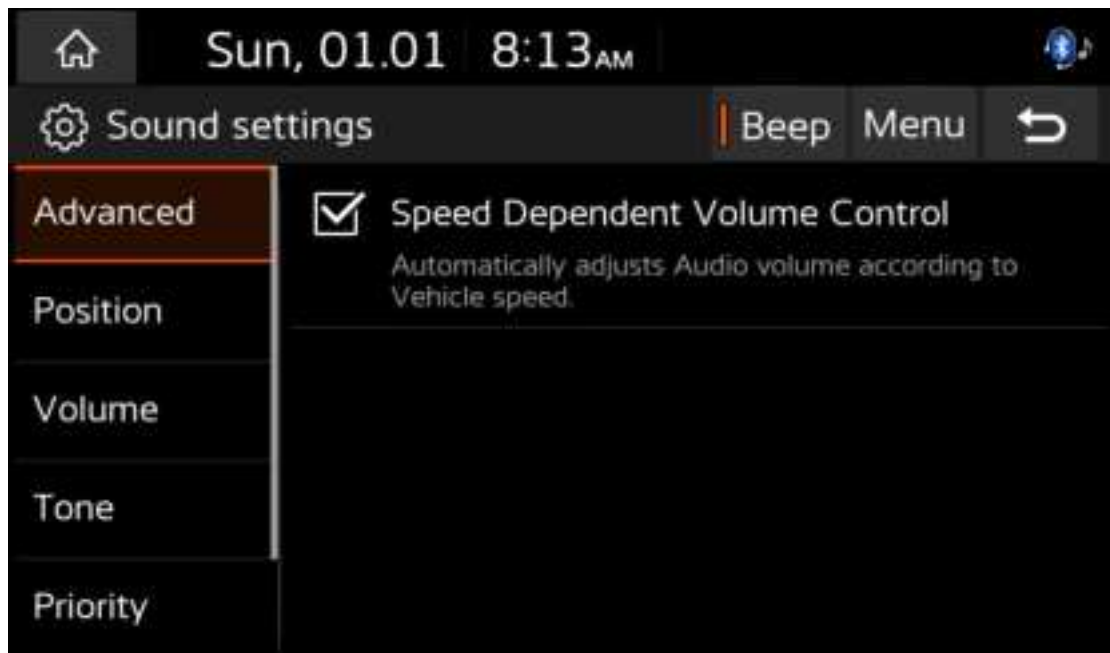 Sun, 01.01 8:13AM
Sound settings Beep Menu
Advanced
Speed Dependent Volume Control
Automatically adjusts Audio volume according to
Vehicle speed.
Position
Volume
Tone
Priority